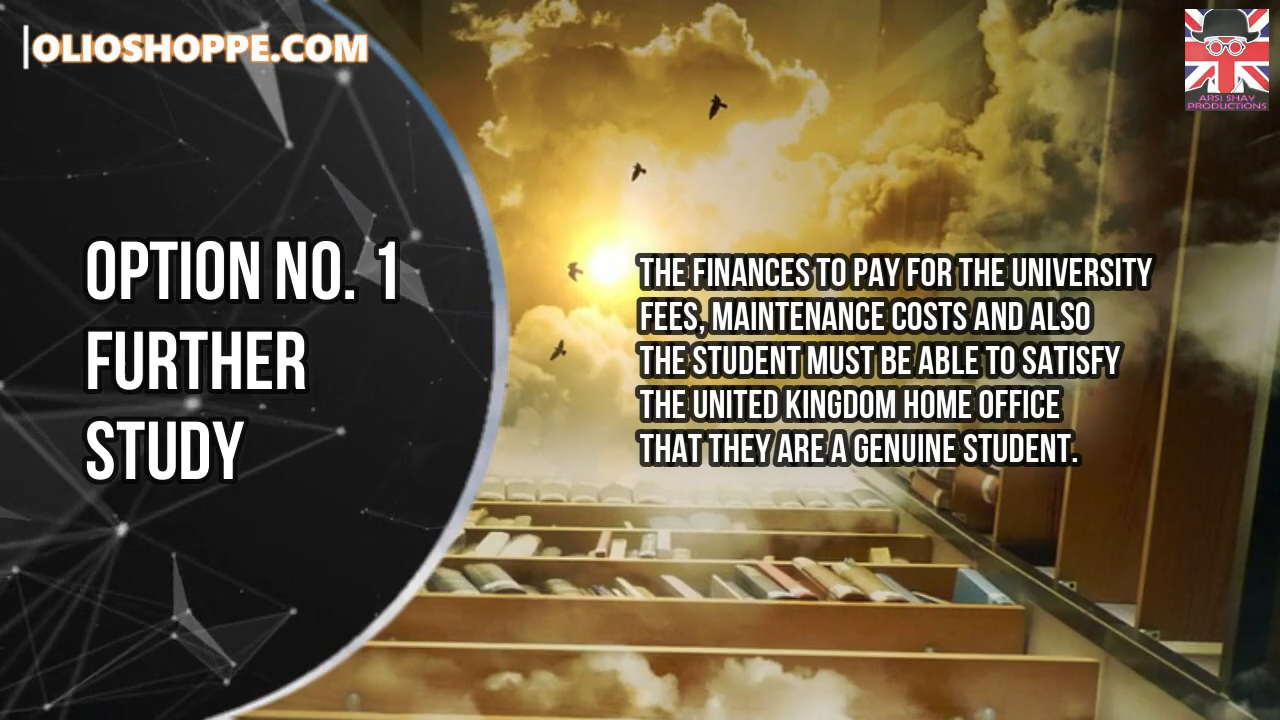 |OLIOSHOPPE.COM
ARSI SHAY
PRODUCTIONS
OPTION NO. 1
FURTHER
STUDY
THE FINANCES TO PAY FOR THE UNIVERSITY
FEES, MAINTENANCE COSTS AND ALSO
THE STUDENT MUST BE ABLE TO SATISFY
THE UNITED KINGDOM HOME OFFICE
THAT THEY ARE A GENUINE STUDENT.